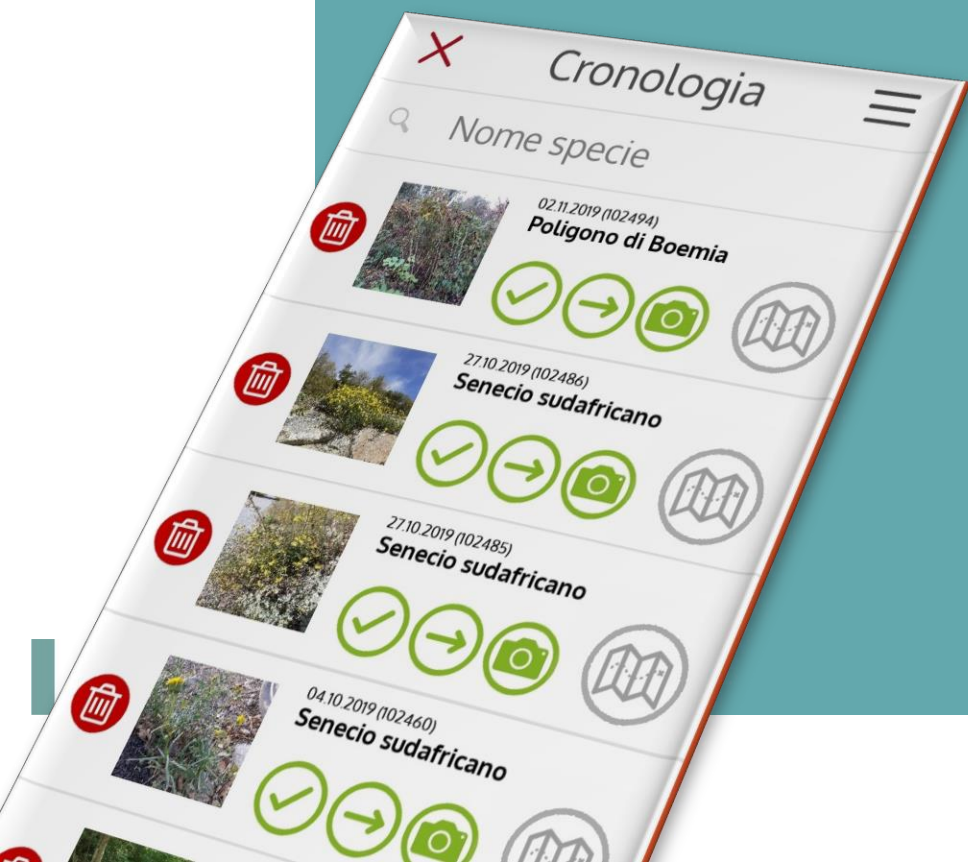 Cronologia
Nome specie
02.11.2019 (102494)
Poligono di Boemia
27.10.2019 (102486)
Senecio sudafricano
27.10.2019 (102485)
Senecio sudafricano
04.10.2019 (102460)
Senecio sudafricano